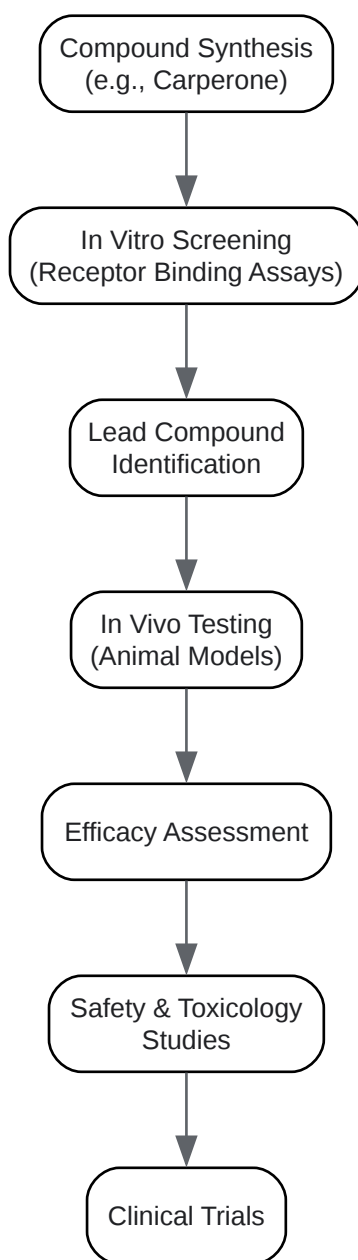 Compound Synthesis
(e.g., Carperone)
In Vitro Screening
(Receptor Binding Assays)
Lead Compound
Identification
In Vivo Testing
(Animal Models)
Efficacy Assessment
Safety & Toxicology
Studies
Clinical Trials